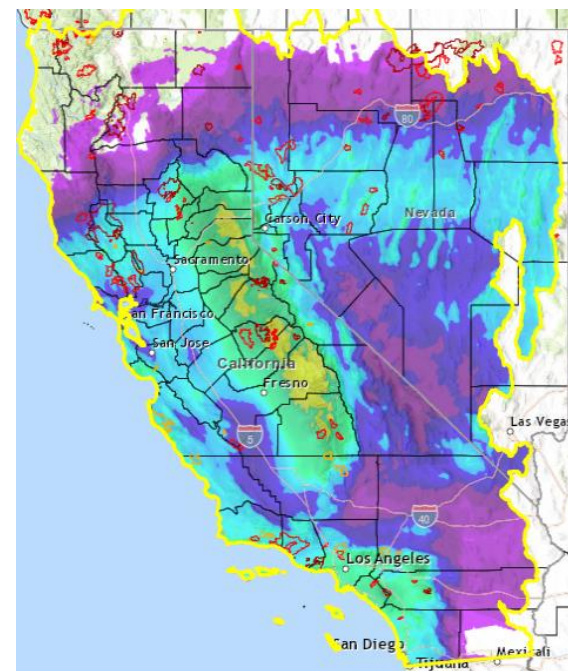 80
Carson City
Nevada
Sacramento
an Francisco
San Jose
California
Fresno
5
Las Vegas
40
Los Angeles
San Diego
Tijuana
Mexicali